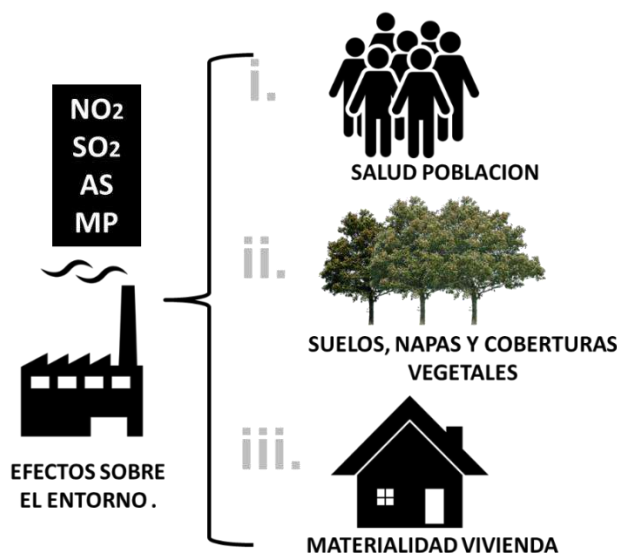 NO2
SO2
AS
MP
EFECTOS SOBRE
EL ENTORNO .
i.
SALUD POBLACION
ii.
SUELOS, NAPAS Y COBERTURAS
VEGETALES
iii.
MATERIALIDAD VIVIENDA